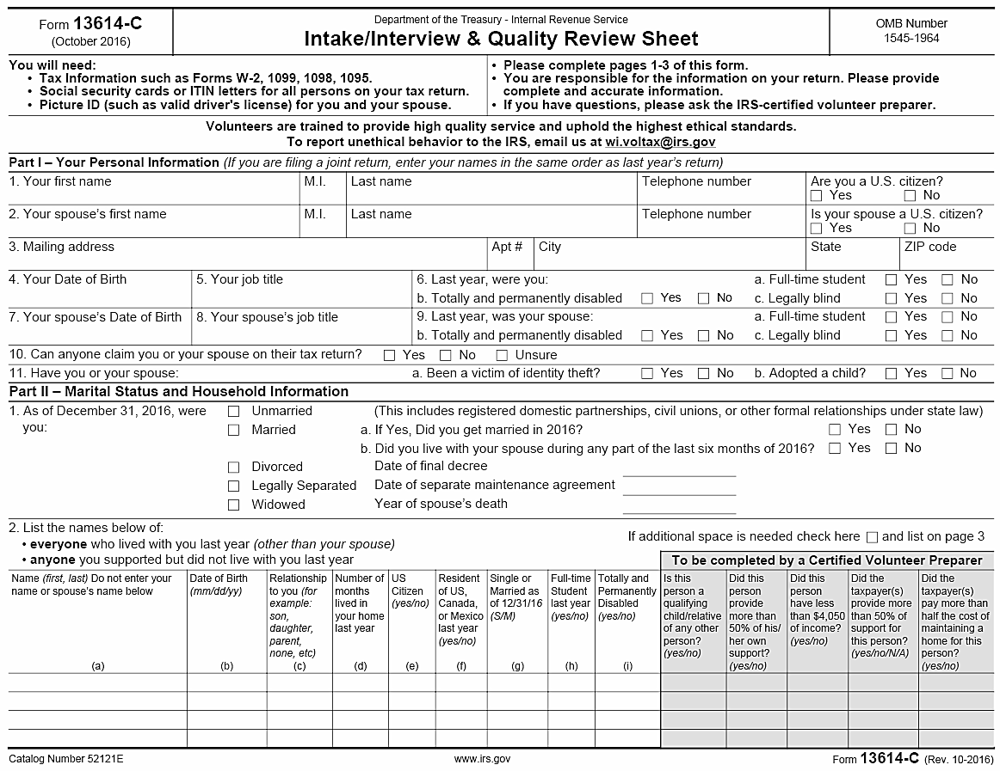 Form 13614-C
(October 2016)
Department of the Treasury - Internal Revenue Service
Intake/Interview & Quality Review Sheet
OMB Number
1545-1964
You will need:
• Tax Information such as Forms W-2, 1099, 1098, 1095.
• Social security cards or ITIN letters for all persons on your tax return.
• Picture ID (such as valid driver's license) for you and your spouse.
• Please complete pages 1-3 of this form.
• You are responsible for the information on your return. Please provide
complete and accurate information.
• If you have questions, please ask the IRS-certified volunteer preparer.
Volunteers are trained to provide high quality service and uphold the highest ethical standards.
To report unethical behavior to the IRS, email us at wi.voltax@irs.gov
Part I – Your Personal Information (If you are filing a joint return, enter your names in the same order as last year's return)
1. Your first name M.I. Last name Telephone number Are you a U.S. citizen?
☐ Yes ☐ No
2. Your spouse's first name M.I. Last name Telephone number Is your spouse a U.S. citizen?
☐ Yes ☐ No
3. Mailing address Apt # City State ZIP code
4. Your Date of Birth 5. Your job title 6. Last year, were you: a. Full-time student ☐ Yes ☐ No
b. Totally and permanently disabled ☐ Yes ☐ No c. Legally blind ☐ Yes ☐ No
7. Your spouse's Date of Birth 8. Your spouse's job title 9. Last year, was your spouse: a. Full-time student ☐ Yes ☐ No
b. Totally and permanently disabled ☐ Yes ☐ No c. Legally blind ☐ Yes ☐ No
10. Can anyone claim you or your spouse on their tax return? ☐ Yes ☐ No ☐ Unsure
11. Have you or your spouse: a. Been a victim of identity theft? ☐ Yes ☐ No b. Adopted a child? ☐ Yes ☐ No
Part II – Marital Status and Household Information
1. As of December 31, 2016, were
you:
☐ Unmarried (This includes registered domestic partnerships, civil unions, or other formal relationships under state law)
☐ Married a. If Yes, Did you get married in 2016? ☐ Yes ☐ No
b. Did you live with your spouse during any part of the last six months of 2016? ☐ Yes ☐ No
☐ Divorced Date of final decree
☐ Legally Separated Date of separate maintenance agreement
☐ Widowed Year of spouse's death
2. List the names below of:
• everyone who lived with you last year (other than your spouse)
• anyone you supported but did not live with you last year
If additional space is needed check here ☐ and list on page 3
To be completed by a Certified Volunteer Preparer
Name (first, last) Do not enter your
name or spouse's name below
(a)
Date of Birth
(mm/dd/yy)
(b)
Relationship
to you (for
example:
son,
daughter,
parent,
none, etc)
(c)
Number of
months
lived in
your home
last year
(d)
US
Citizen
(yes/no)
(e)
Resident
of US,
Canada,
or Mexico
last year
(yes/no)
(f)
Single or
Married as
of 12/31/16
(S/M)
(g)
Full-time
Student
last year
(yes/no)
(h)
Totally and
Permanently
Disabled
(yes/no)
(i)
Is this
person a
qualifying
child/relative
of any other
person?
(yes/no)
Did this
person
provide
more than
50% of his/
her own
support?
(yes/no)
Did this
person
have less
than $4,050
of income?
(yes/no)
Did the
taxpayer(s)
provide more
than 50% of
support for
this person?
(yes/no/N/A)
Did the
taxpayer(s)
pay more than
half the cost of
maintaining a
home for this
person?
(yes/no)
Catalog Number 52121E www.irs.gov Form 13614-C (Rev. 10-2016)